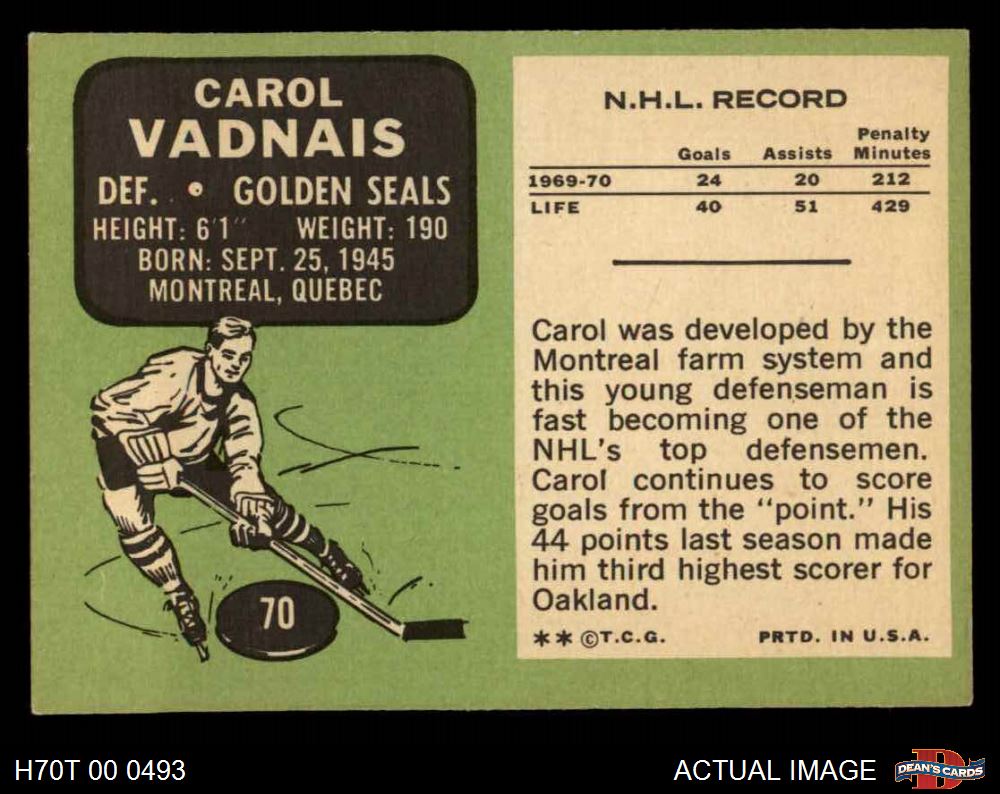 CAROL
VADNAIS
DEF. • GOLDEN SEALS
HEIGHT: 6'1" WEIGHT: 190
BORN: SEPT. 25, 1945
MONTREAL, QUEBEC
70
N.H.L. RECORD
Goals Assists Penalty Minutes
1969-70 24 20 212
LIFE 40 51 429
Carol was developed by the
Montreal farm system and
this young defenseman is
fast becoming one of the
NHL's top defensemen.
Carol continues to score
goals from the "point." His
44 points last season made
him third highest scorer for
Oakland.
** ©T.C.G. PRTD. IN U.S.A.
H70T 00 0493
ACTUAL IMAGE
D
DEAN'S CARDS